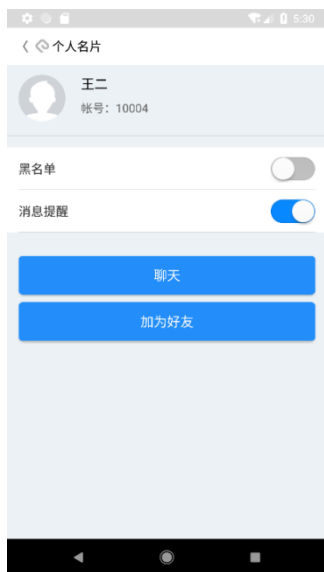 5:30
个人名片
王二
帐号：10004
黑名单
消息提醒
聊天
加为好友